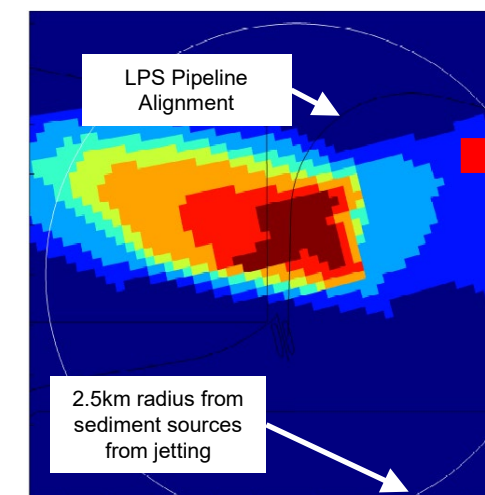 LPS Pipeline
Alignment
2.5km radius from
sediment sources
from jetting